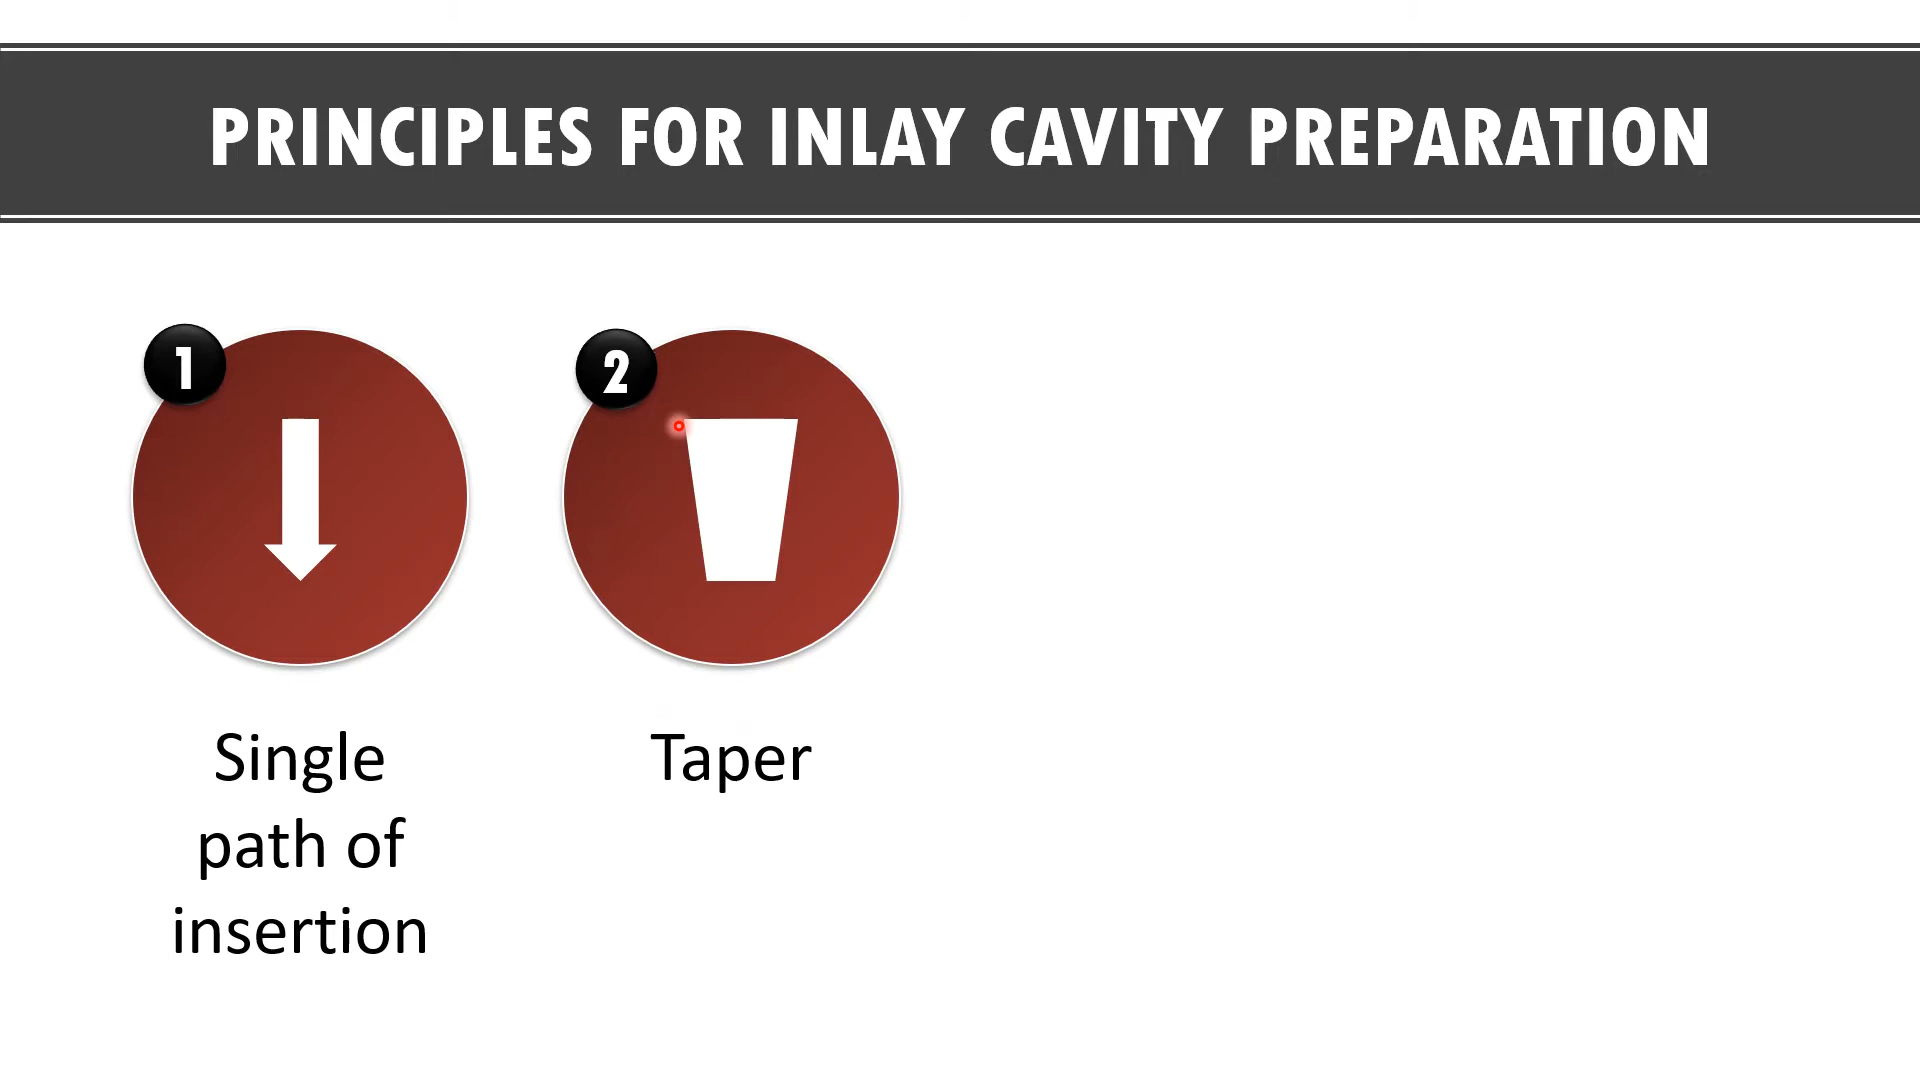 PRINCIPLES FOR INLAY CAVITY PREPARATION
1
Single
path of
insertion
2
Taper